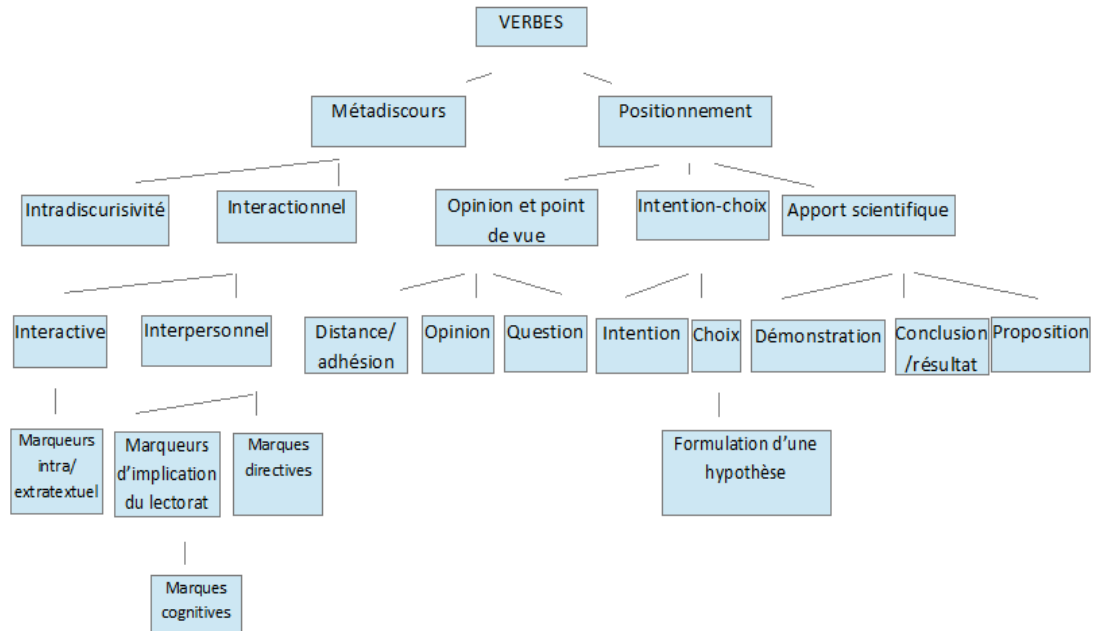 VERBES
Métadiscours
Positionnement
Intradiscurisivité
Interactionnel
Opinion et point
de vue
Intention-choix
Apport scientifique
Interactive
Interpersonnel
Distance/
adhésion
Opinion
Question
Intention
Choix
Démonstration
Conclusion
/résultat
Proposition
Marqueurs
intra/
extratextuel
Marqueurs
d’implication
du lectorat
Marques
directives
Formulation d’une
hypothèse
Marques
cognitives